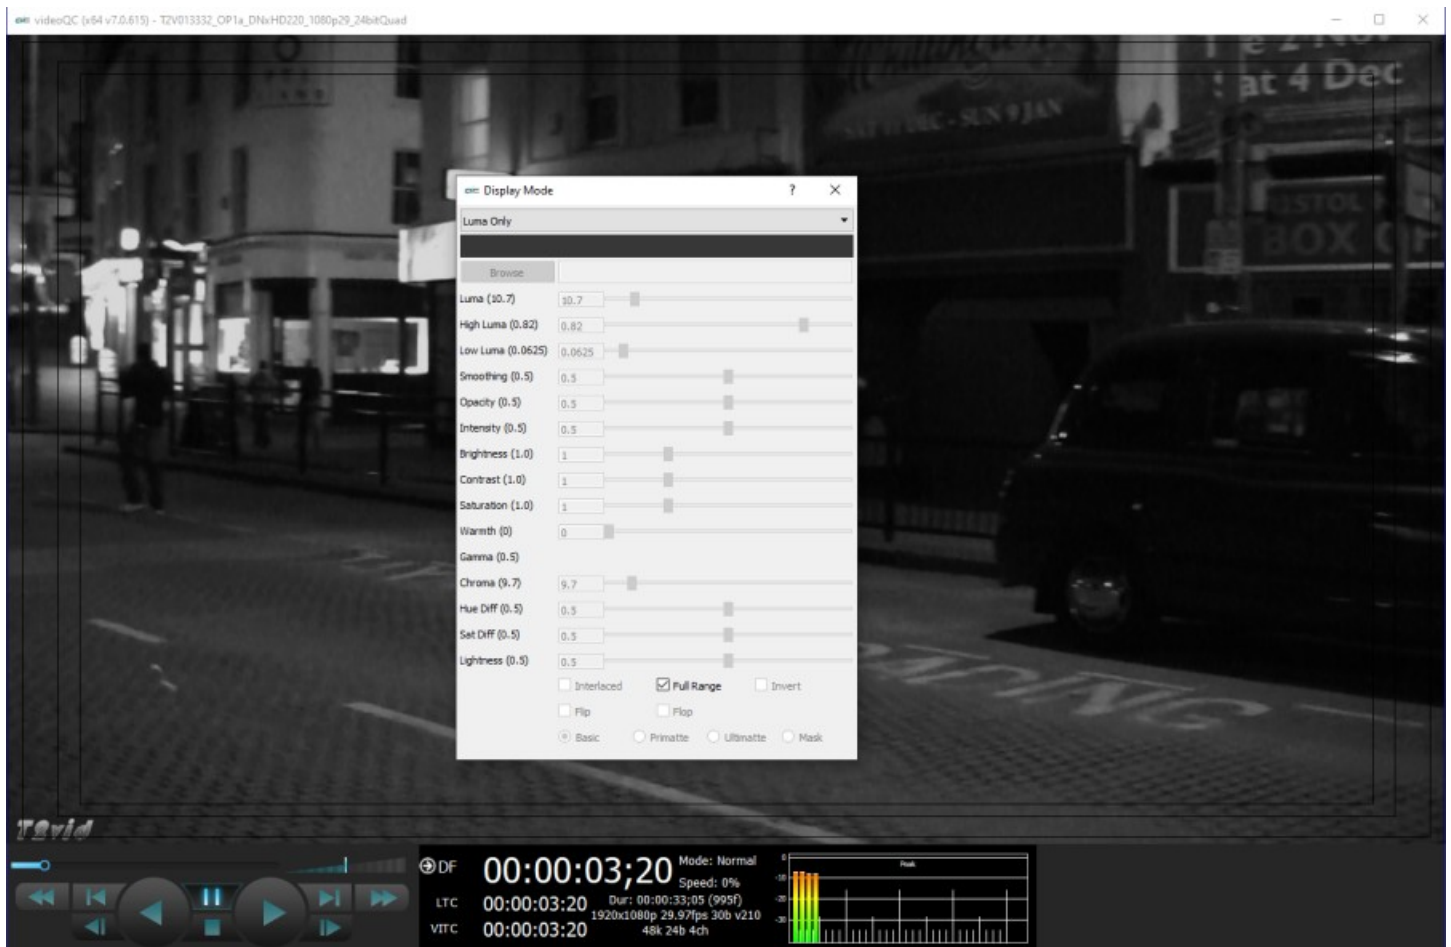 videoQC (x64 v7.0.615) - T2V013332_OP1a_DNxHD220_1080p29_24bitQuad
Sat 4 Dec
SUN 9 JAN
BOX
Display Mode
?
Luma Only
Browse
Luma (10.7) 10.7
High Luma (0.82) 0.82
Low Luma (0.0625) 0.0625
Smoothing (0.5) 0.5
Opacity (0.5) 0.5
Intensity (0.5) 0.5
Brightness (1.0) 1
Contrast (1.0) 1
Saturation (1.0) 1
Warmth (0) 0
Gamma (0.5)
Chroma (9.7) 9.7
Hue Diff (0.5) 0.5
Sat Diff (0.5) 0.5
Lightness (0.5) 0.5
Interlaced Full Range Invert
Flip Flop
Basic Primatte Ultimatte Mask
T2vid
DF 00:00:03;20 Mode: Normal
Speed: 0%
LTC 00:00:03:20 Dur: 00:00:33;05 (995f)
1920x1080p 29.97fps 30b v210
VITC 00:00:03:20 48k 24b 4ch
Peak
0
-10
-20
-30